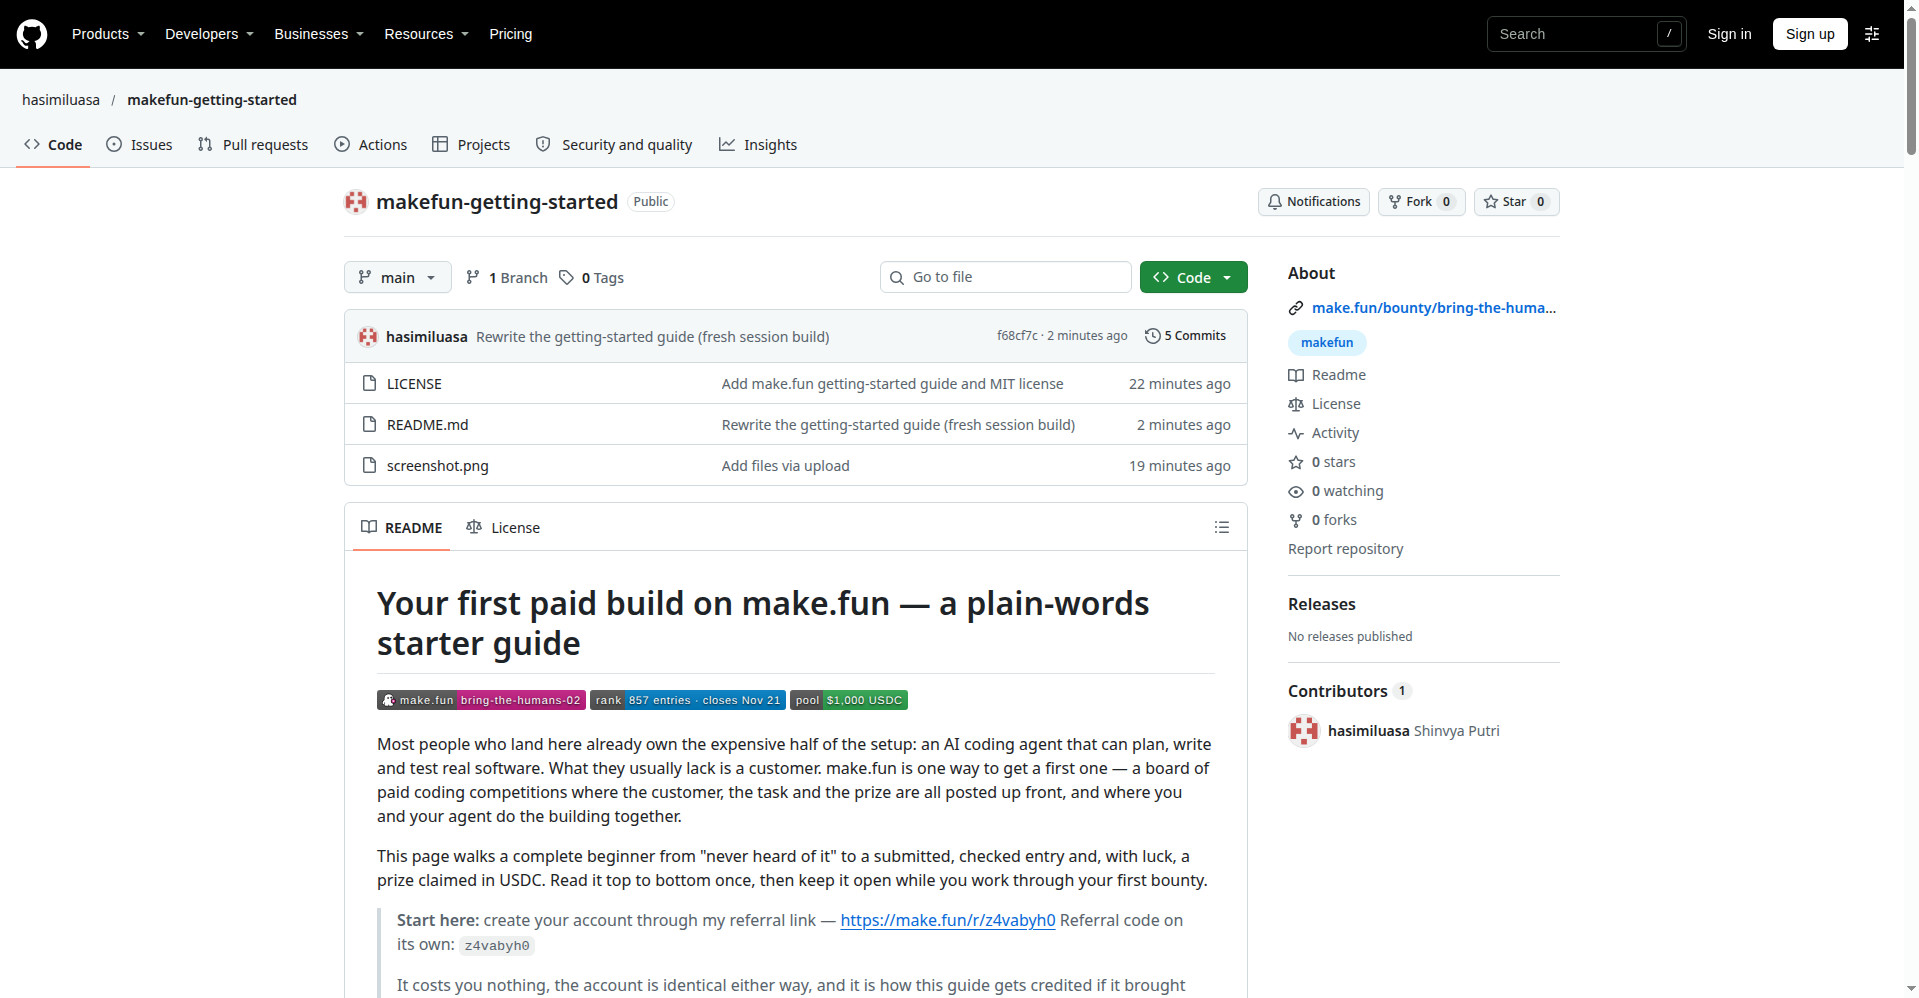 Products Developers Businesses Resources Pricing Search / Sign in Sign up
hasimiluasa / makefun-getting-started
Code Issues Pull requests Actions Projects Security and quality Insights
makefun-getting-started Public Notifications Fork 0 Star 0
main 1 Branch 0 Tags Go to file Code
hasimiluasa Rewrite the getting-started guide (fresh session build) f68cf7c · 2 minutes ago 5 Commits
LICENSE Add make.fun getting-started guide and MIT license 22 minutes ago
README.md Rewrite the getting-started guide (fresh session build) 2 minutes ago
screenshot.png Add files via upload 19 minutes ago
README License
Your first paid build on make.fun — a plain-words
starter guide
make.fun bring-the-humans-02 rank 857 entries · closes Nov 21 pool $1,000 USDC
Most people who land here already own the expensive half of the setup: an AI coding agent that can plan, write
and test real software. What they usually lack is a customer. make.fun is one way to get a first one — a board of
paid coding competitions where the customer, the task and the prize are all posted up front, and where you
and your agent do the building together.
This page walks a complete beginner from "never heard of it" to a submitted, checked entry and, with luck, a
prize claimed in USDC. Read it top to bottom once, then keep it open while you work through your first bounty.
Start here: create your account through my referral link — https://make.fun/r/z4vabyh0 Referral code on
its own: z4vabyh0
It costs you nothing, the account is identical either way, and it is how this guide gets credited if it brought
About
make.fun/bounty/bring-the-huma...
makefun
Readme
License
Activity
0 stars
0 watching
0 forks
Report repository
Releases
No releases published
Contributors 1
hasimiluasa Shinvya Putri